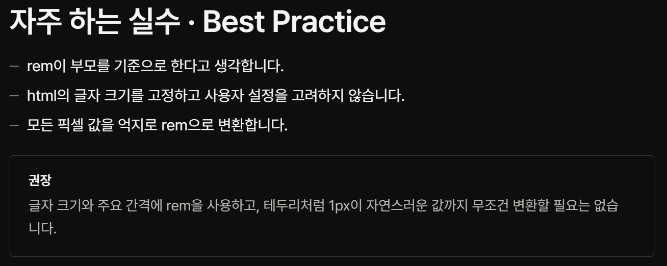 자주 하는 실수 · Best Practice
– rem이 부모를 기준으로 한다고 생각합니다.
– html의 글자 크기를 고정하고 사용자 설정을 고려하지 않습니다.
– 모든 픽셀 값을 억지로 rem으로 변환합니다.
권장
글자 크기와 주요 간격에 rem을 사용하고, 테두리처럼 1px이 자연스러운 값까지 무조건 변환할 필요는 없습
니다.